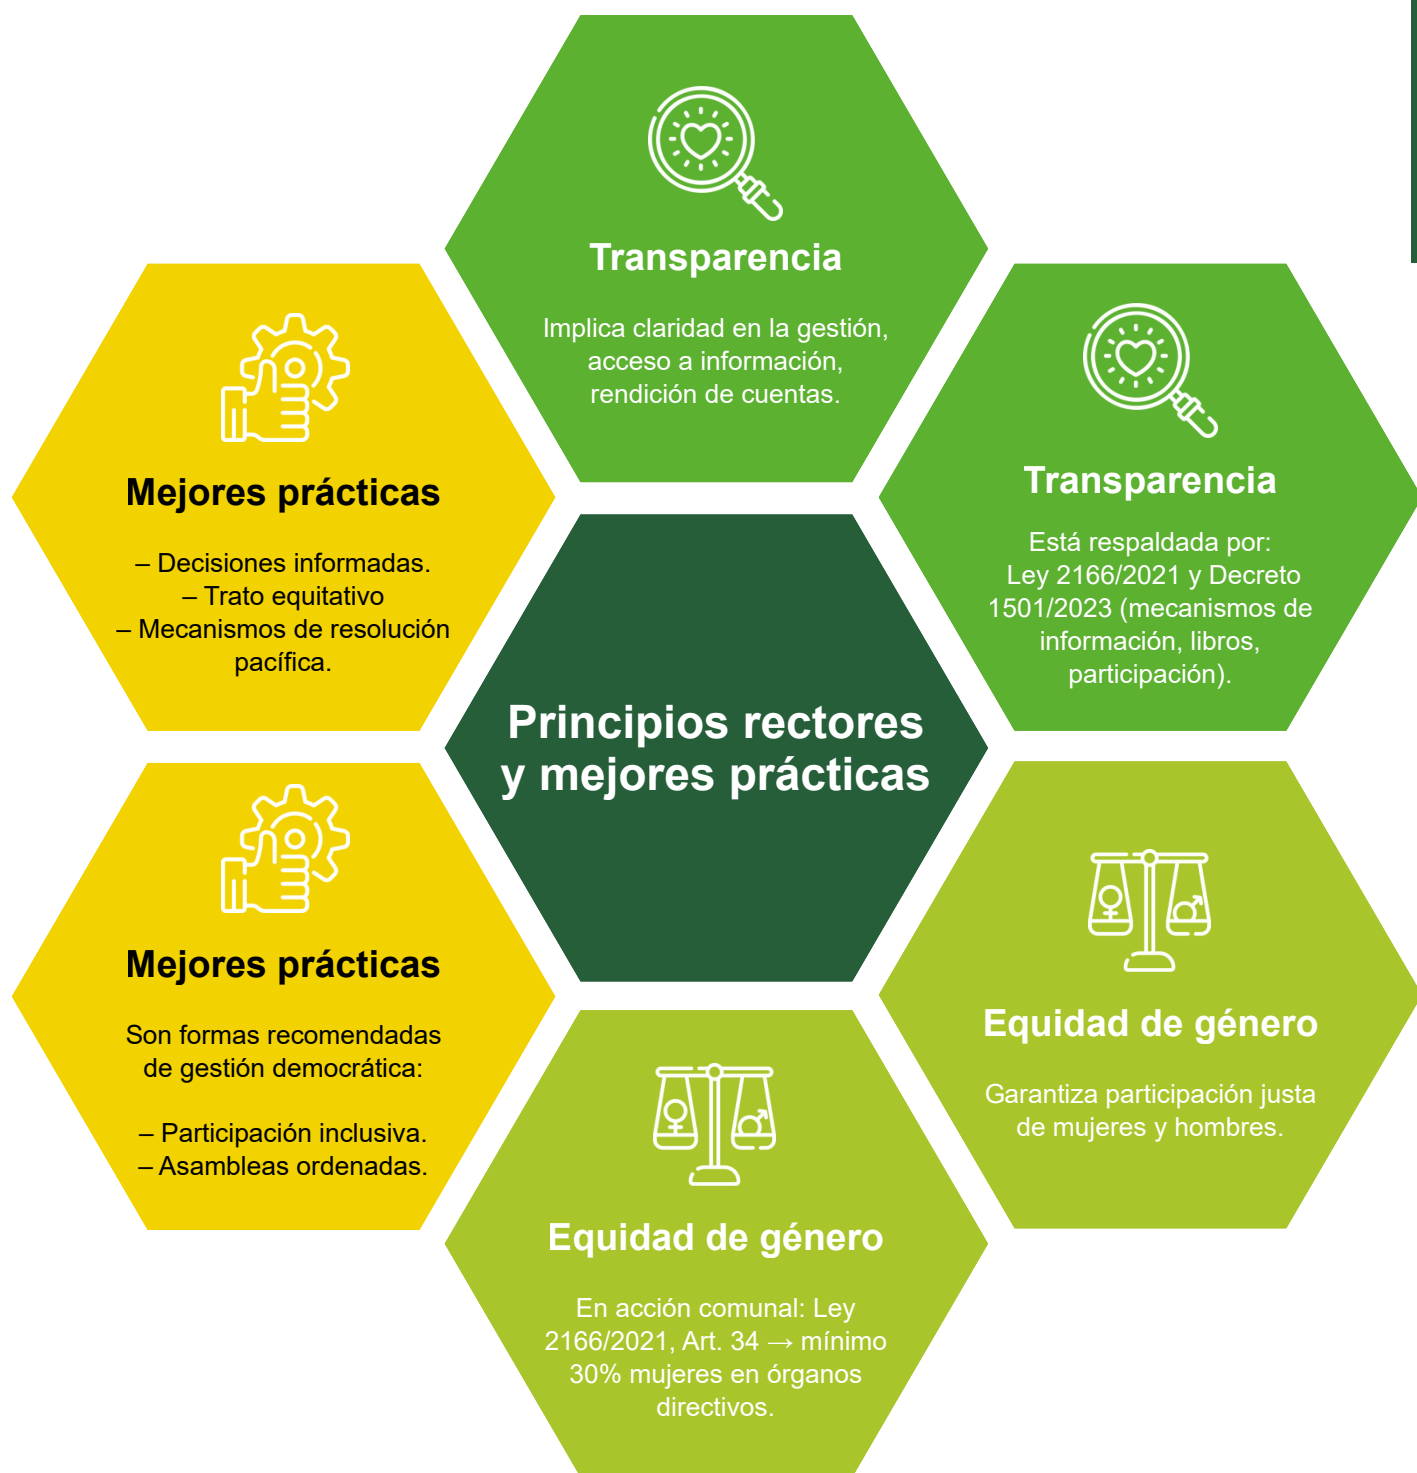 Transparencia
Implica claridad en la gestión,
acceso a información,
rendición de cuentas.
Transparencia
Está respaldada por:
Ley 2166/2021 y Decreto
1501/2023 (mecanismos de
información, libros,
participación).
Mejores prácticas
– Decisiones informadas.
– Trato equitativo
– Mecanismos de resolución
pacífica.
Principios rectores
y mejores prácticas
Mejores prácticas
Son formas recomendadas
de gestión democrática:
– Participación inclusiva.
– Asambleas ordenadas.
Equidad de género
Garantiza participación justa
de mujeres y hombres.
Equidad de género
En acción comunal: Ley
2166/2021, Art. 34 → mínimo
30% mujeres en órganos
directivos.